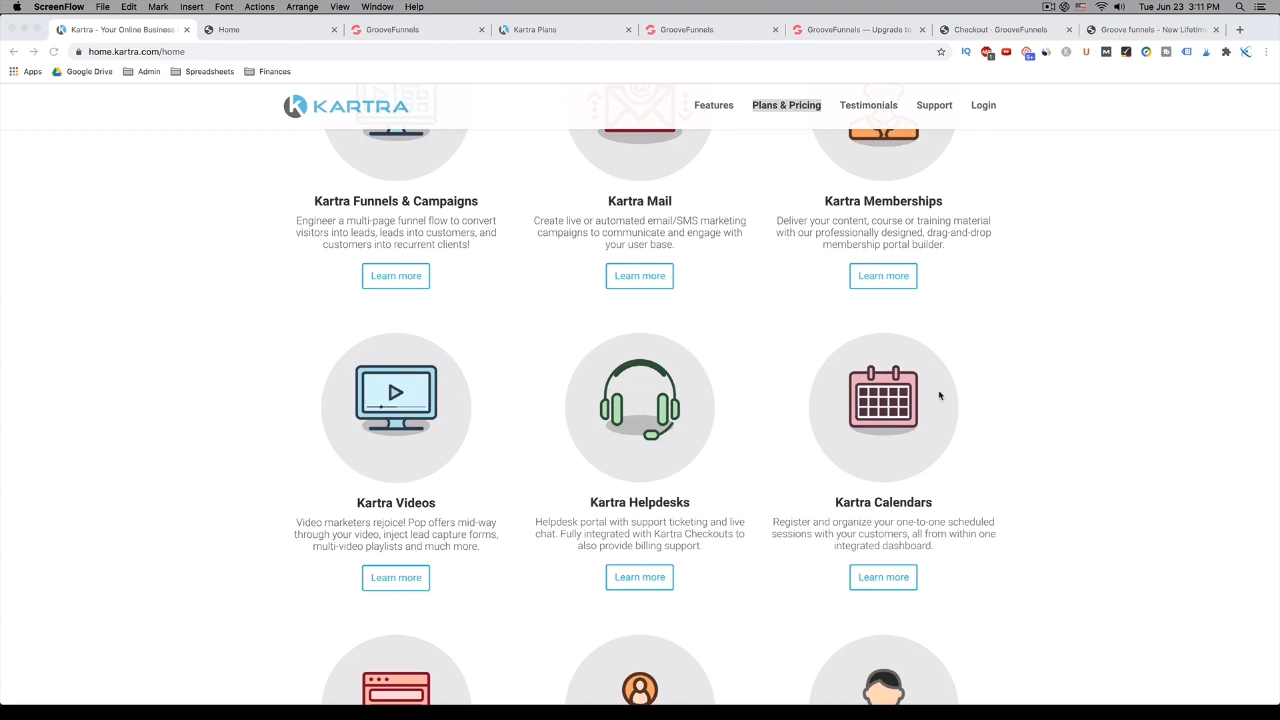 ScreenFlow File Edit Mark Insert Font Actions Arrange View Window Help Tue Jun 23 3:11 PM
Kartra - Your Online Business Home GrooveFunnels Kartra Plans GrooveFunnels GrooveFunnels — Upgrade to Checkout - GrooveFunnels Groove funnels - New Lifetim
home.kartra.com/home
Apps Google Drive Admin Spreadsheets Finances
KARTRA Features Plans & Pricing Testimonials Support Login
Kartra Funnels & Campaigns
Engineer a multi-page funnel flow to convert
visitors into leads, leads into customers, and
customers into recurrent clients!
Learn more
Kartra Mail
Create live or automated email/SMS marketing
campaigns to communicate and engage with
your user base.
Learn more
Kartra Memberships
Deliver your content, course or training material
with our professionally designed, drag-and-drop
membership portal builder.
Learn more
Kartra Videos
Video marketers rejoice! Pop offers mid-way
through your video, inject lead capture forms,
multi-video playlists and much more.
Learn more
Kartra Helpdesks
Helpdesk portal with support ticketing and live
chat. Fully integrated with Kartra Checkouts to
also provide billing support.
Learn more
Kartra Calendars
Register and organize your one-to-one scheduled
sessions with your customers, all from within one
integrated dashboard.
Learn more